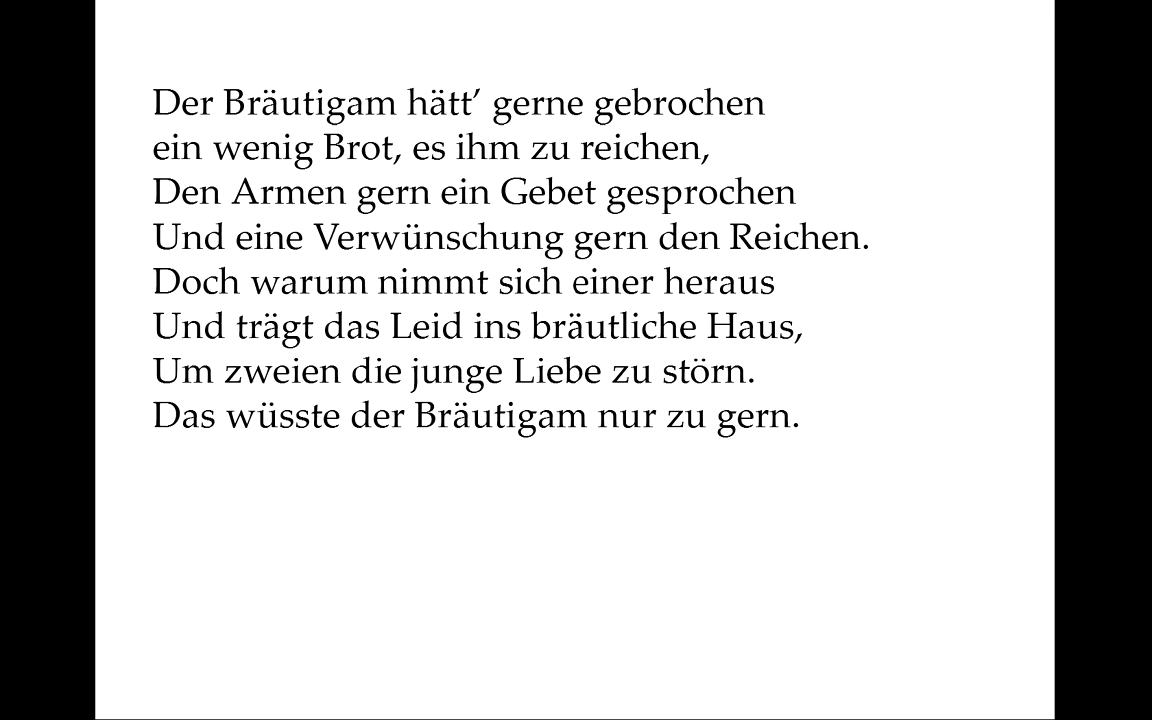 Der Bräutigam hätt’ gerne gebrochen
ein wenig Brot, es ihm zu reichen,
Den Armen gern ein Gebet gesprochen
Und eine Verwünschung gern den Reichen.
Doch warum nimmt sich einer heraus
Und trägt das Leid ins bräutliche Haus,
Um zweien die junge Liebe zu störn.
Das wüsste der Bräutigam nur zu gern.